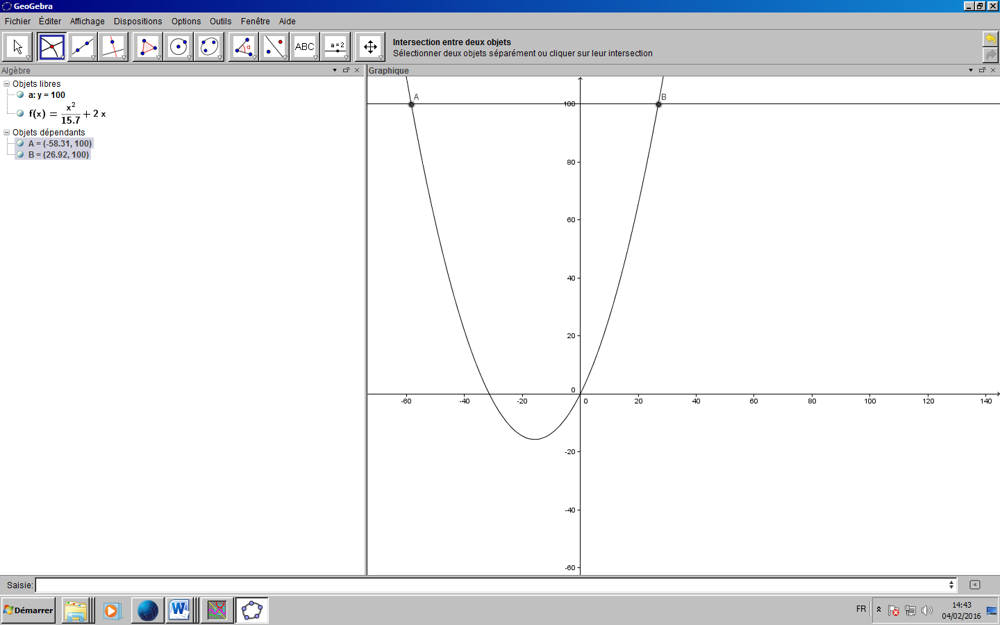 GeoGebra
Fichier Éditer Affichage Dispositions Options Outils Fenêtre Aide
ABC
a = 2
α
Intersection entre deux objets
Sélectionner deux objets séparément ou cliquer sur leur intersection
Algèbre
Graphique
Objets libres
a: y = 100
f(x) = x²/15.7 + 2 x
Objets dépendants
A = (-58.31, 100)
B = (26.92, 100)
A
B
100
80
60
40
20
0
-60 -40 -20 0 20 40 60 80 100 120 140
-20
-40
-60
Saisie:
Démarrer
W
FR
14:43
04/02/2016